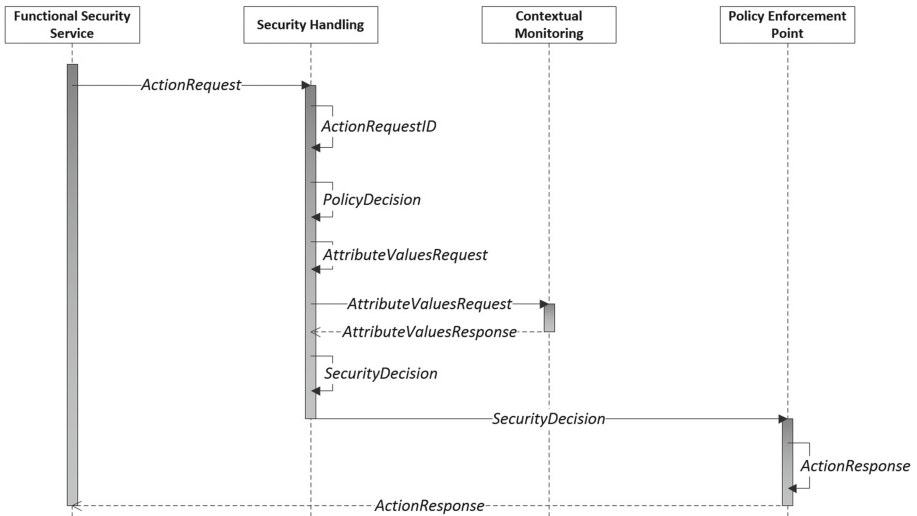 Functional Security
Service
Security Handling
Contextual
Monitoring
Policy Enforcement
Point
ActionRequest
ActionRequestID
PolicyDecision
AttributeValuesRequest
AttributeValuesRequest
AttributeValuesResponse
SecurityDecision
SecurityDecision
ActionResponse
ActionResponse